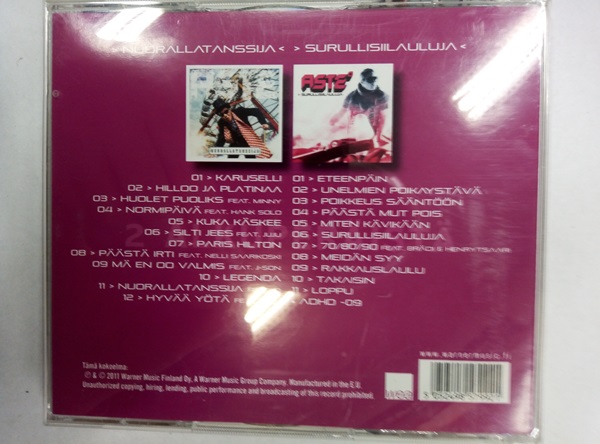 NUORALLATANSSIJA < > SURULLISIILAULUJA <
NUORALLATANSSIJA
ASTE
> SURULLISIILAULUJA
01 > KARUSELLI
02 > HILLOO JA PLATINAA
03 > HUOLET PUOLIKS FEAT. MINNY
04 > NORMIPÄIVÄ FEAT. HANK SOLO
05 > KUKA KÄSKEE
06 > SILTI JEES FEAT. JUJU
07 > PARIS HILTON
08 > PÄÄSTÄ IRTI FEAT. NELLI SAARIKOSKI
09 > MÄ EN OO VALMIS FEAT. J-SON
10 > LEGENDA
11 > NUORALLATANSSIJA
12 > HYVÄÄ YÖTÄ
01 > ETEENPÄIN
02 > UNELMIEN POIKAYSTÄVÄ
03 > POIKKEUS SÄÄNTÖÖN
04 > PÄÄSTÄ MUT POIS
05 > MITEN KÄVIKÄÄN
06 > SURULLISIILAULUJA
07 > 70/80/90 FEAT. BRÄDI &
08 > MEIDÄN SYY
09 > RAKKAUSLAULU
10 > TAKAISIN
11 > LOPPU
ADHD -09
Tämä kokoelma:
℗ & © 2011 Warner Music Finland Oy, A Warner Music Group Company. Manufactured in the E.U.
Unauthorized copying, hiring, lending, public performance and broadcasting of this record prohibited.
www.warnermusic.fi